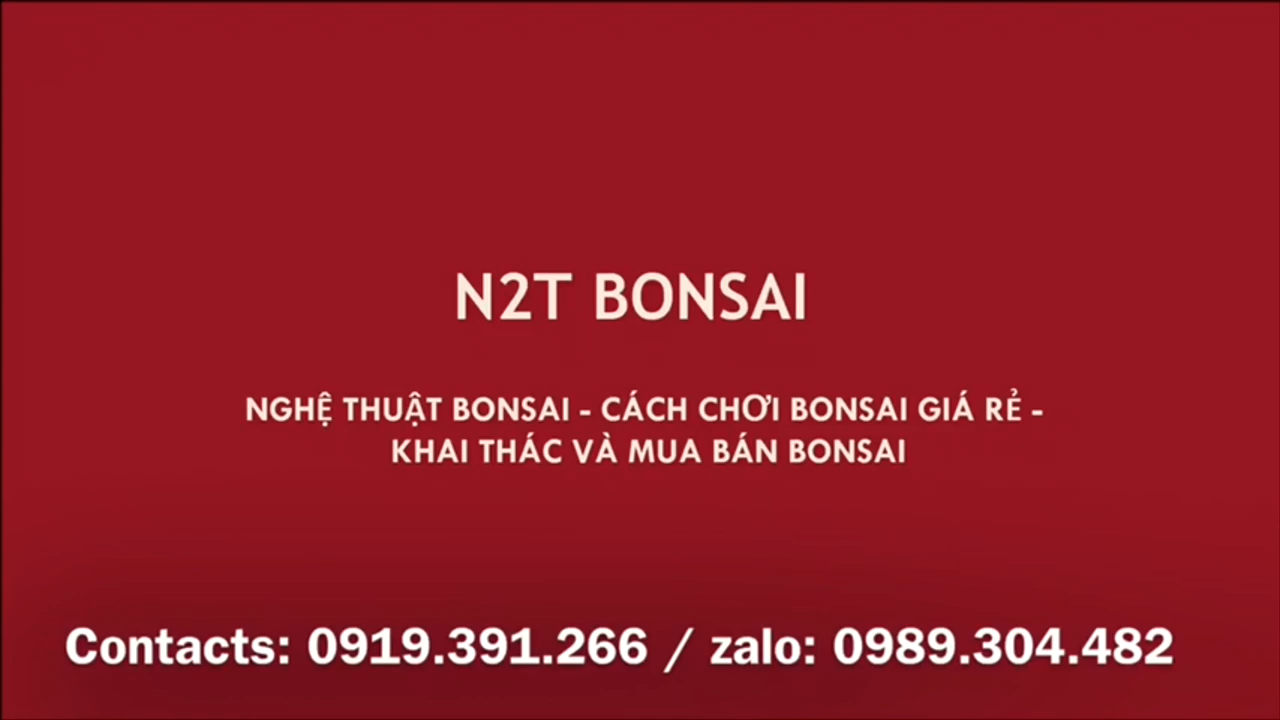 N2T BONSAI
NGHỆ THUẬT BONSAI - CÁCH CHƠI BONSAI GIÁ RẺ -
KHAI THÁC VÀ MUA BÁN BONSAI
Contacts: 0919.391.266 / zalo: 0989.304.482